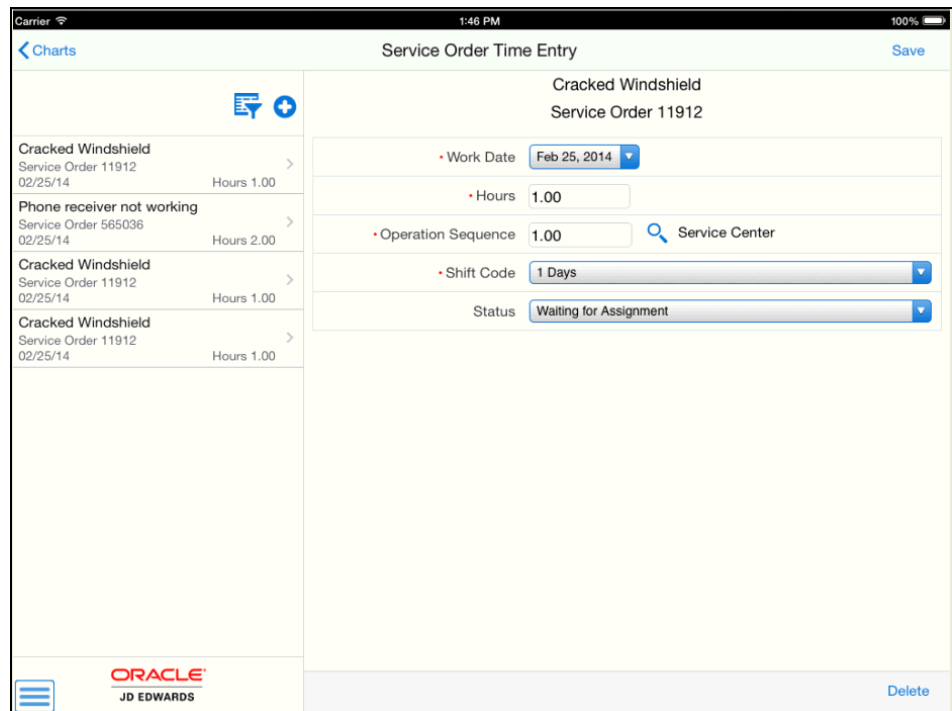 Carrier 1:46 PM 100%
Charts Service Order Time Entry Save
Cracked Windshield
Service Order 11912
02/25/14 Hours 1.00
Phone receiver not working
Service Order 565036
02/25/14 Hours 2.00
Cracked Windshield
Service Order 11912
02/25/14 Hours 1.00
Cracked Windshield
Service Order 11912
02/25/14 Hours 1.00
ORACLE
JD EDWARDS
Cracked Windshield
Service Order 11912
Work Date Feb 25, 2014
Hours 1.00
Operation Sequence 1.00 Service Center
Shift Code 1 Days
Status Waiting for Assignment
Delete